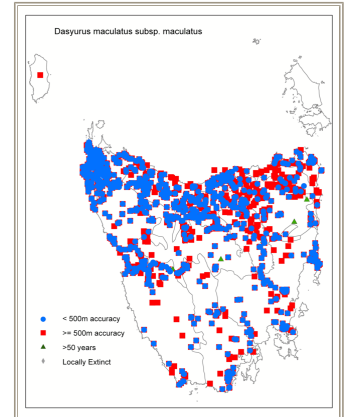 Dasyurus maculatus subsp. maculatus
< 500m accuracy
>= 500m accuracy
>50 years
Locally Extinct